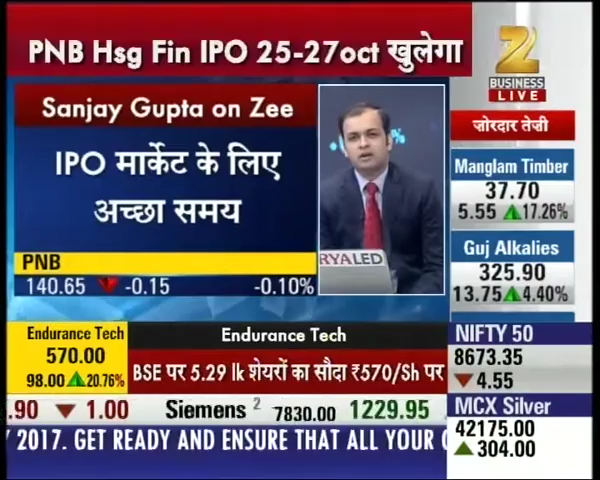 PNB Hsg Fin IPO 25-27oct खुलेगा
Z
BUSINESS
LIVE
Sanjay Gupta on Zee
IPO मार्केट के लिए
अच्छा समय
PNB
140.65 -0.15 -0.10%
%
RYALED
जोरदार तेजी
Manglam Timber
37.70
5.55 17.26%
Guj Alkalies
325.90
13.75 4.40%
Endurance Tech
570.00
98.00 20.76%
Endurance Tech
BSE पर 5.29 lk शेयरों का सौदा ₹570/Sh पर
NIFTY 50
8673.35
4.55
.90 1.00 Siemens 2 7830.00 1229.95
MCX Silver
42175.00
304.00
Y 2017. GET READY AND ENSURE THAT ALL YOUR